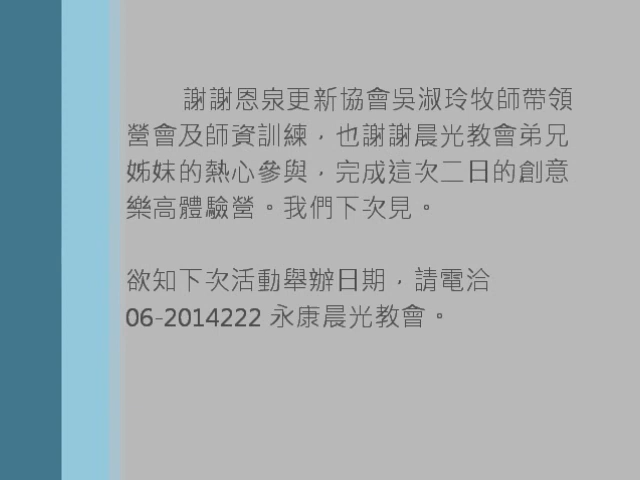 謝謝恩泉更新協會吳淑玲牧師帶領
營會及師資訓練，也謝謝晨光教會弟兄
姊妹的熱心參與，完成這次二日的創意
樂高體驗營。我們下次見。
欲知下次活動舉辦日期，請電洽
06-2014222 永康晨光教會。